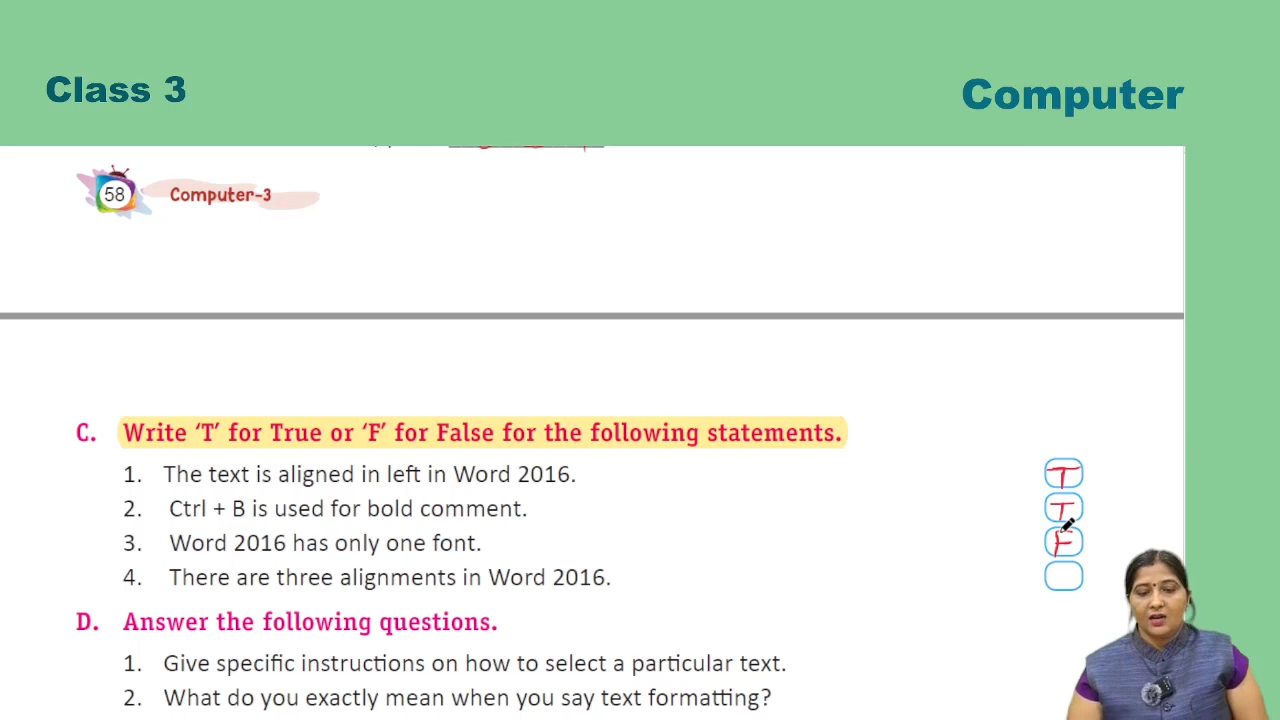 Class 3
Computer
58 Computer-3
C. Write ‘T’ for True or ‘F’ for False for the following statements.
1. The text is aligned in left in Word 2016. T
2. Ctrl + B is used for bold comment. T
3. Word 2016 has only one font. F
4. There are three alignments in Word 2016.
D. Answer the following questions.
1. Give specific instructions on how to select a particular text.
2. What do you exactly mean when you say text formatting?